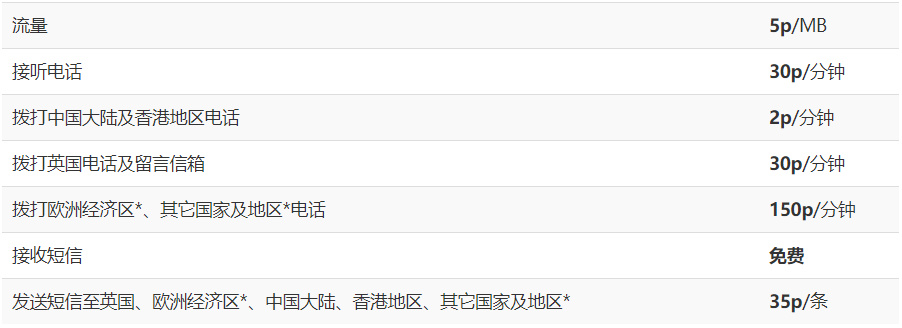 流量 5p/MB
接听电话 30p/分钟
拨打中国大陆及香港地区电话 2p/分钟
拨打英国电话及留言信箱 30p/分钟
拨打欧洲经济区*、其它国家及地区*电话 150p/分钟
接收短信 免费
发送短信至英国、欧洲经济区*、中国大陆、香港地区、其它国家及地区* 35p/条